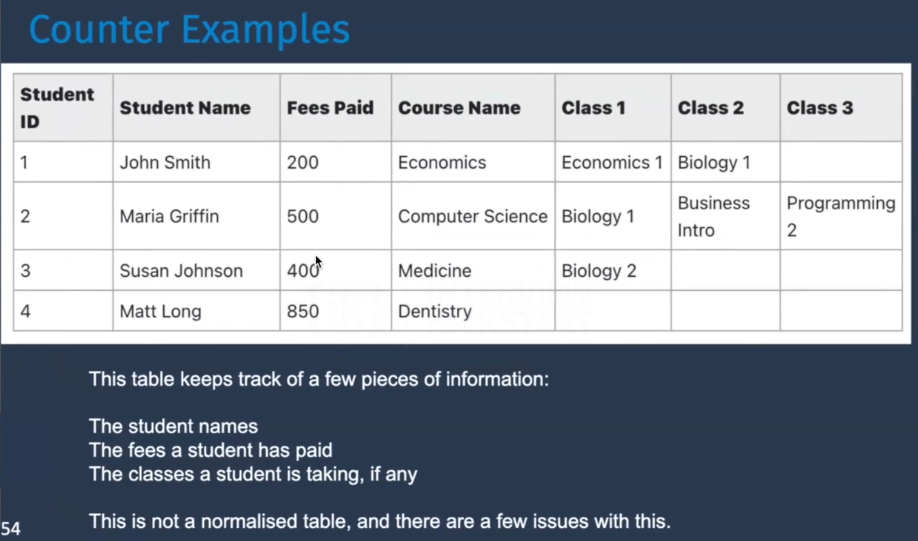 Counter Examples
Student ID Student Name Fees Paid Course Name Class 1 Class 2 Class 3
1 John Smith 200 Economics Economics 1 Biology 1
2 Maria Griffin 500 Computer Science Biology 1 Business Intro Programming 2
3 Susan Johnson 400 Medicine Biology 2
4 Matt Long 850 Dentistry
INTERVIEW
KICKSTART
This table keeps track of a few pieces of information:
The student names
The fees a student has paid
The classes a student is taking, if any
This is not a normalised table, and there are a few issues with this.
54